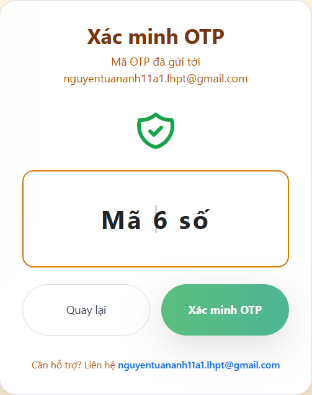 Xác minh OTP
Mã OTP đã gửi tới
nguyentuananh11a1.lhpt@gmail.com
Mã 6 số
Quay lại
Xác minh OTP
Cần hỗ trợ? Liên hệ nguyentuananh11a1.lhpt@gmail.com